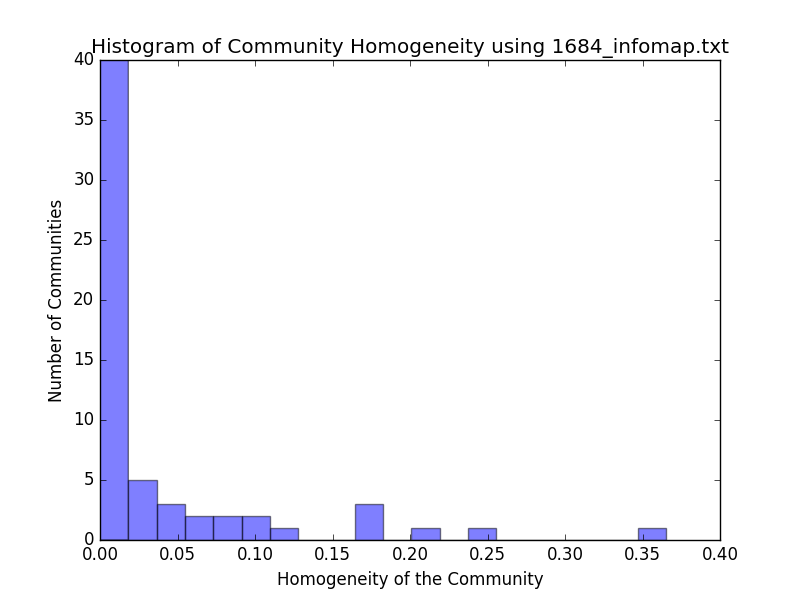 Histogram of Community Homogeneity using 1684_infomap.txt
40
35
30
25
20
15
10
5
0
Number of Communities
0.00 0.05 0.10 0.15 0.20 0.25 0.30 0.35 0.40
Homogeneity of the Community